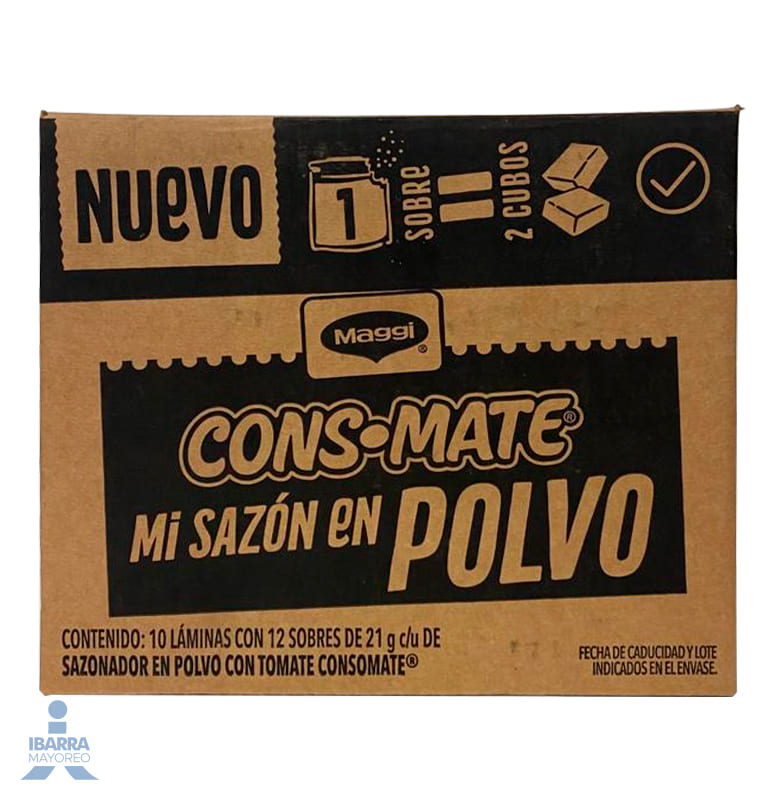 NUEVO
1
SOBRE
2 CUBOS
Maggi®
CONS•MATE®
Mi SAZÓN EN POLVO
CONTENIDO: 10 LÁMINAS CON 12 SOBRES DE 21 g c/u DE
SAZONADOR EN POLVO CON TOMATE CONSOMATE®
FECHA DE CADUCIDAD Y LOTE
INDICADOS EN EL ENVASE.
IBARRA
MAYOREO